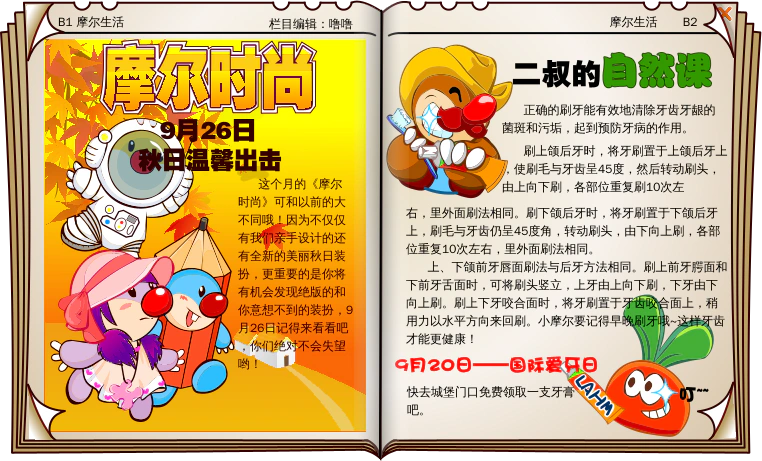 B1 摩尔生活
栏目编辑：噜噜
摩尔时尚
9月26日
秋日温馨出击
这个月的《摩尔
时尚》可和以前的大
不同哦！因为不仅仅
有我们亲手设计的还
有全新的美丽秋日装
扮，更重要的是你将
有机会发现绝版的和
你意想不到的装扮，9
月26日记得来看看吧
，你们绝对不会失望
哟！
摩尔生活 B2
二叔的自然课
正确的刷牙能有效地清除牙齿牙龈的
菌斑和污垢，起到预防牙病的作用。
刷上颌后牙时，将牙刷置于上颌后牙上
，使刷毛与牙齿呈45度，然后转动刷头，
由上向下刷，各部位重复刷10次左
右，里外面刷法相同。刷下颌后牙时，将牙刷置于下颌后牙
上，刷毛与牙齿仍呈45度角，转动刷头，由下向上刷，各部
位重复10次左右，里外面刷法相同。
上、下颌前牙唇面刷法与后牙方法相同。刷上前牙腭面和
下前牙舌面时，可将刷头竖立，上牙由上向下刷，下牙由下
向上刷。刷上下牙咬合面时，将牙刷置于牙齿咬合面上，稍
用力以水平方向来回刷。小摩尔要记得早晚刷牙哦~这样牙齿
才能更健康！
9月20日——国际爱牙日
快去城堡门口免费领取一支牙膏
吧。
LAHM
叮~~